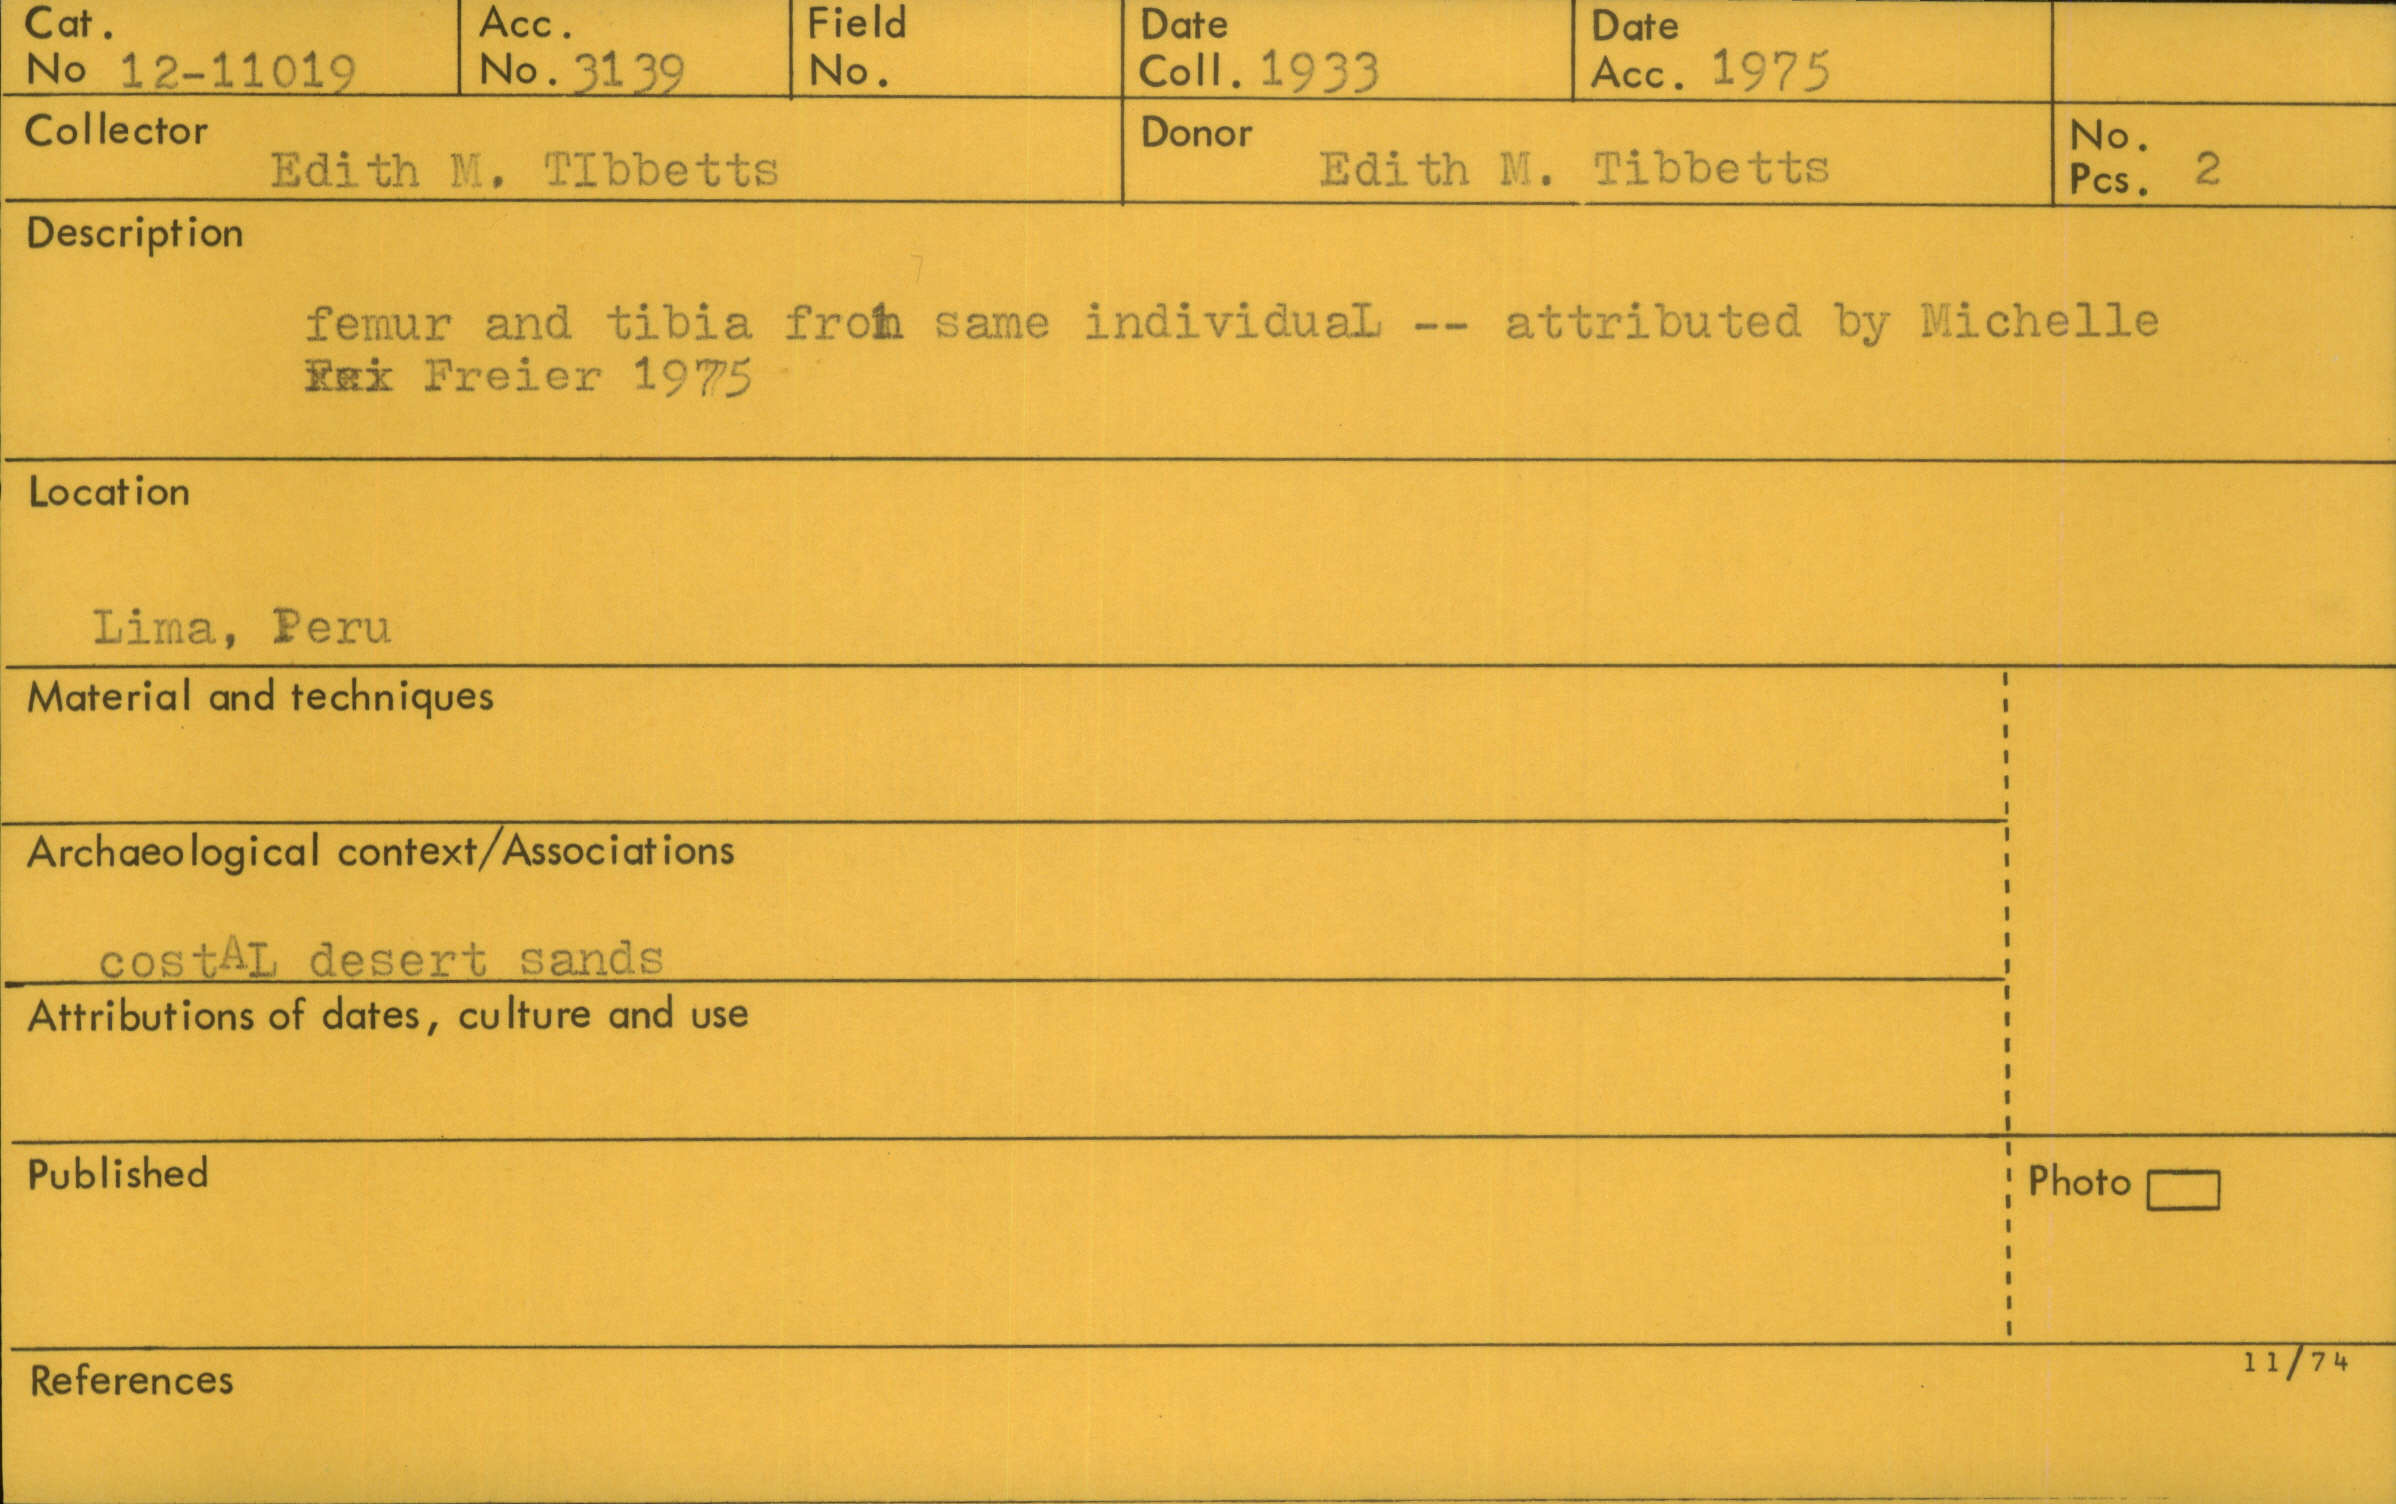 Cat. No 12-11019
Acc. No. 3139
Field No.
Date Coll. 1933
Date Acc. 1975
Collector
Edith M. TIbbetts
Donor
Edith M. Tibbetts
No. Pcs. 2
Description
femur and tibia from same individuaL -- attributed by Michelle
Freier 1975
Location
Lima, Peru
Material and techniques
Archaeological context/Associations
costAL desert sands
Attributions of dates, culture and use
Published
Photo
11/74
References